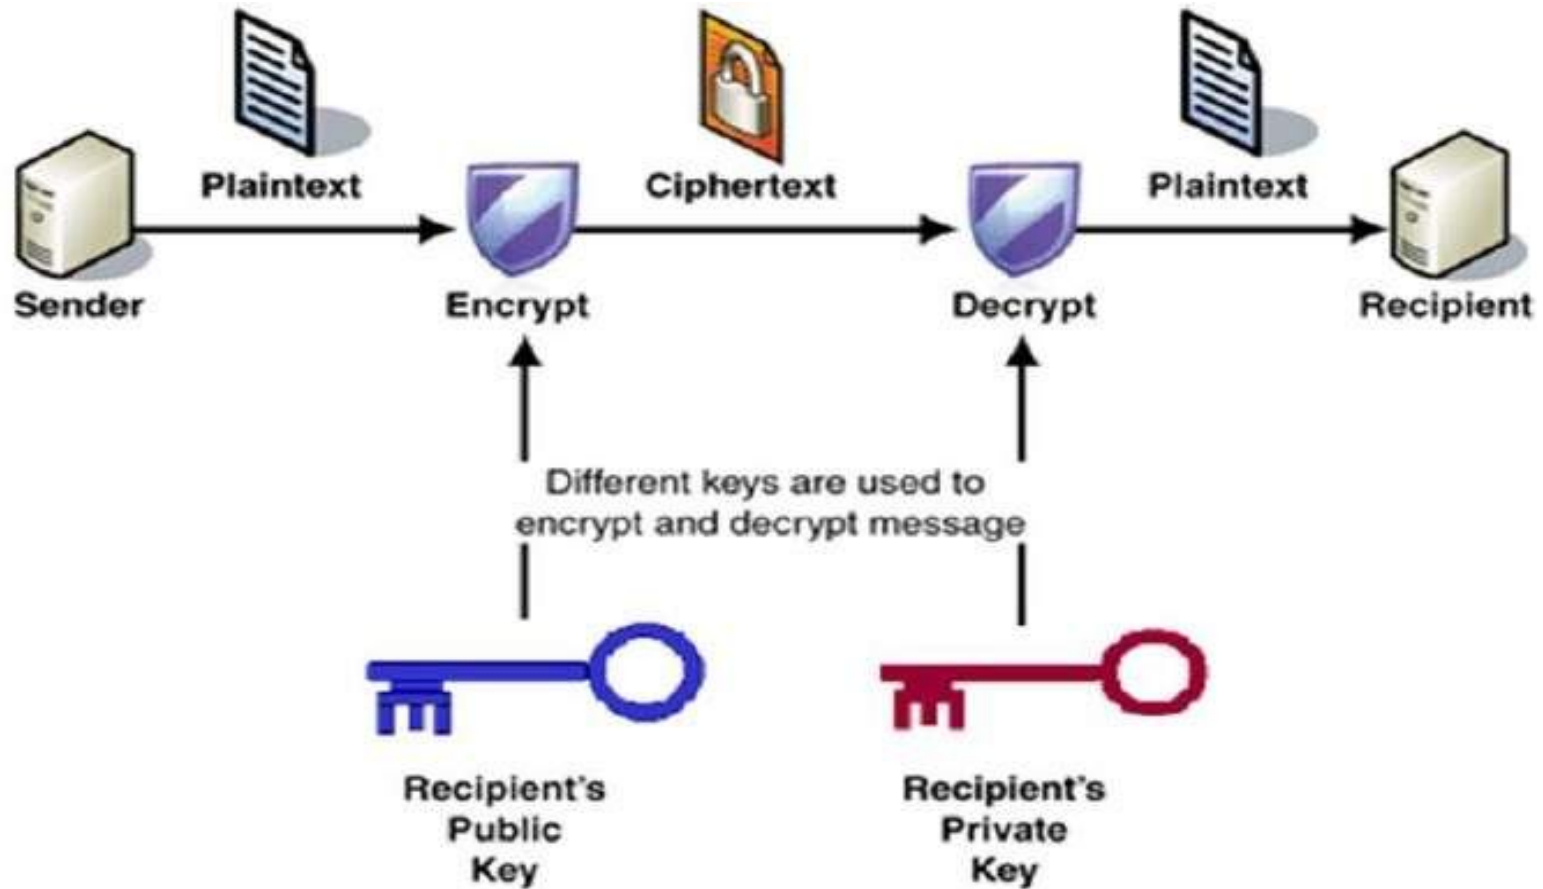 Plaintext
Ciphertext
Plaintext
Sender
Encrypt
Decrypt
Recipient
Different keys are used to
encrypt and decrypt message
Recipient's
Public
Key
Recipient's
Private
Key